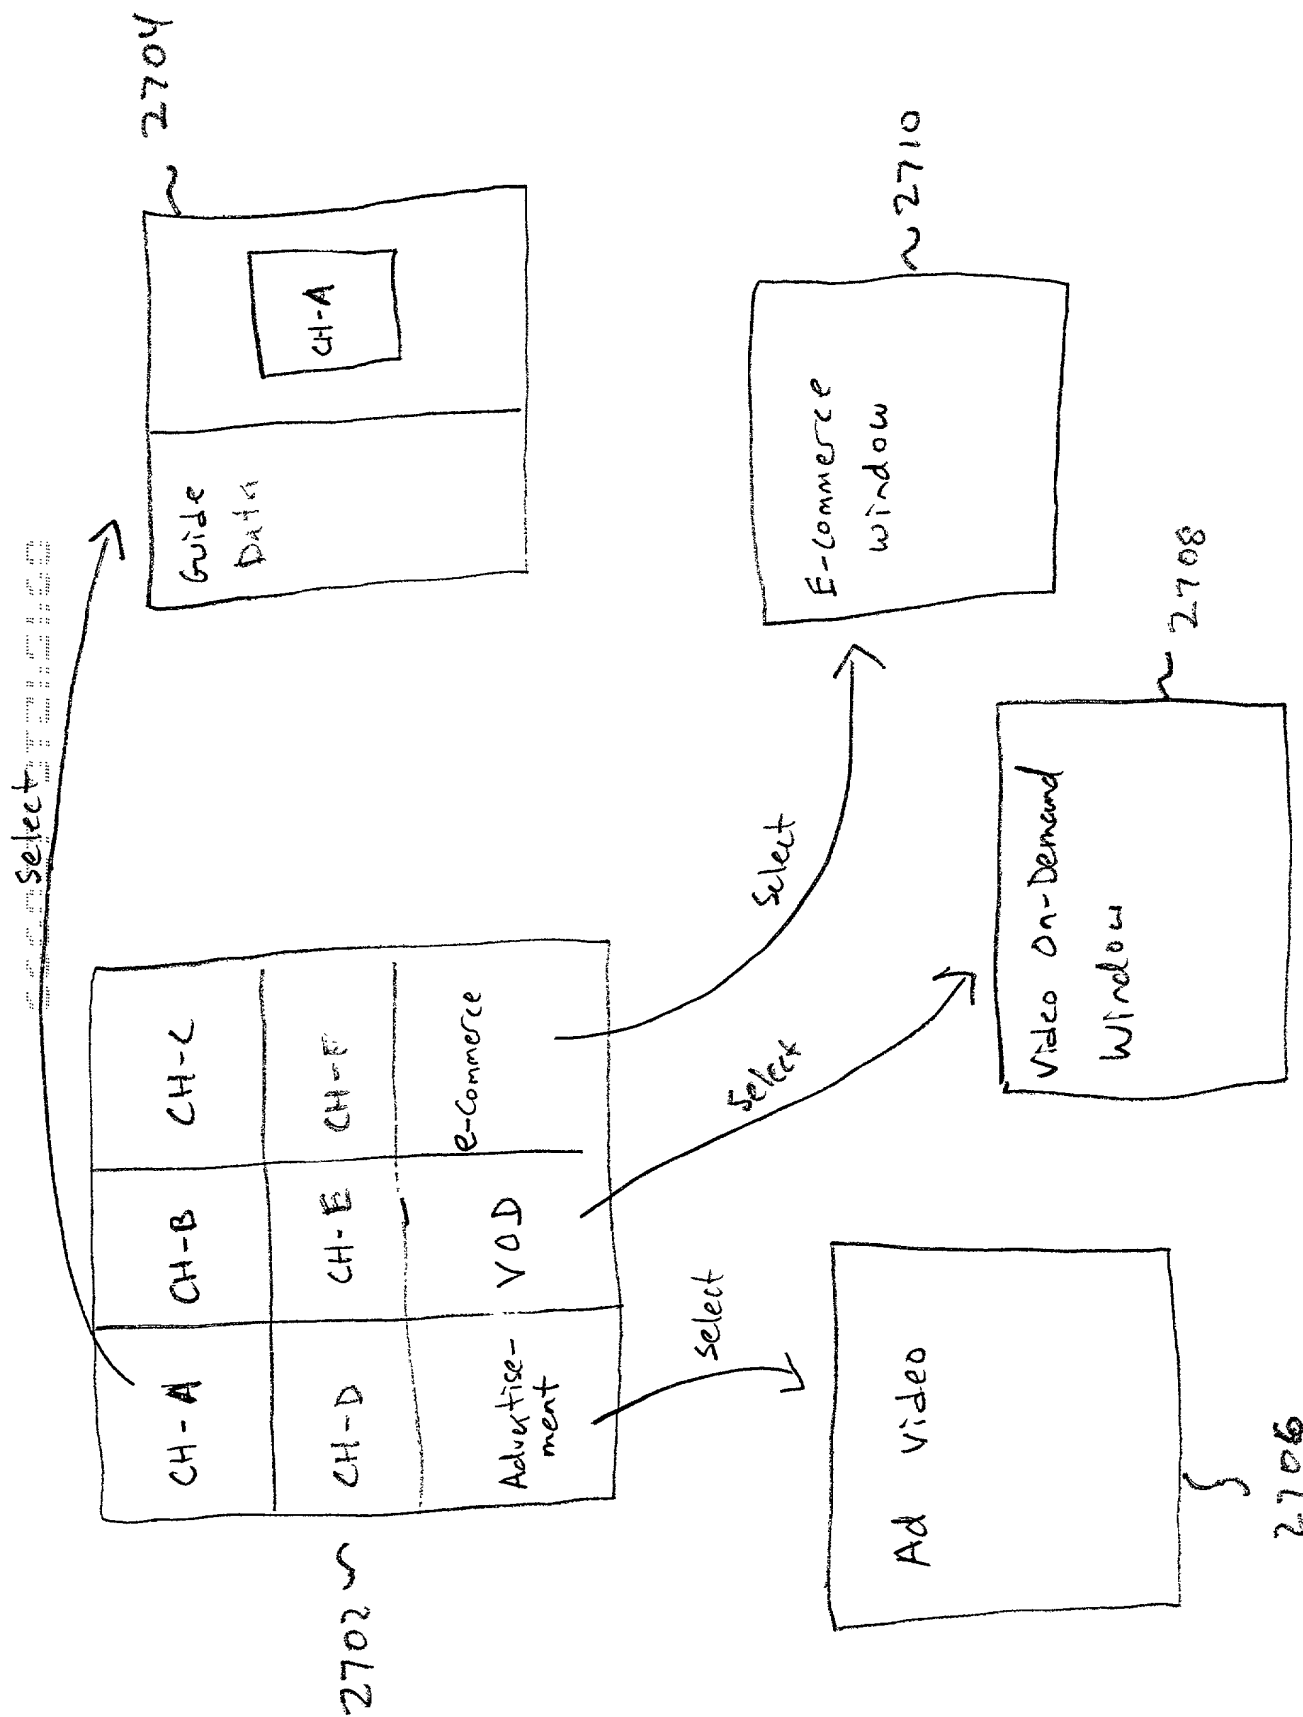 select
2702
CH-A
CH-B
CH-C
CH-D
CH-E
CH-F
Advertise-
ment
VOD
e-Commerce
2704
Guide
Data
CH-A
select
Select
Select
Ad Video
2706
Video On-Demand
Window
2708
E-Commerce
Window
2710